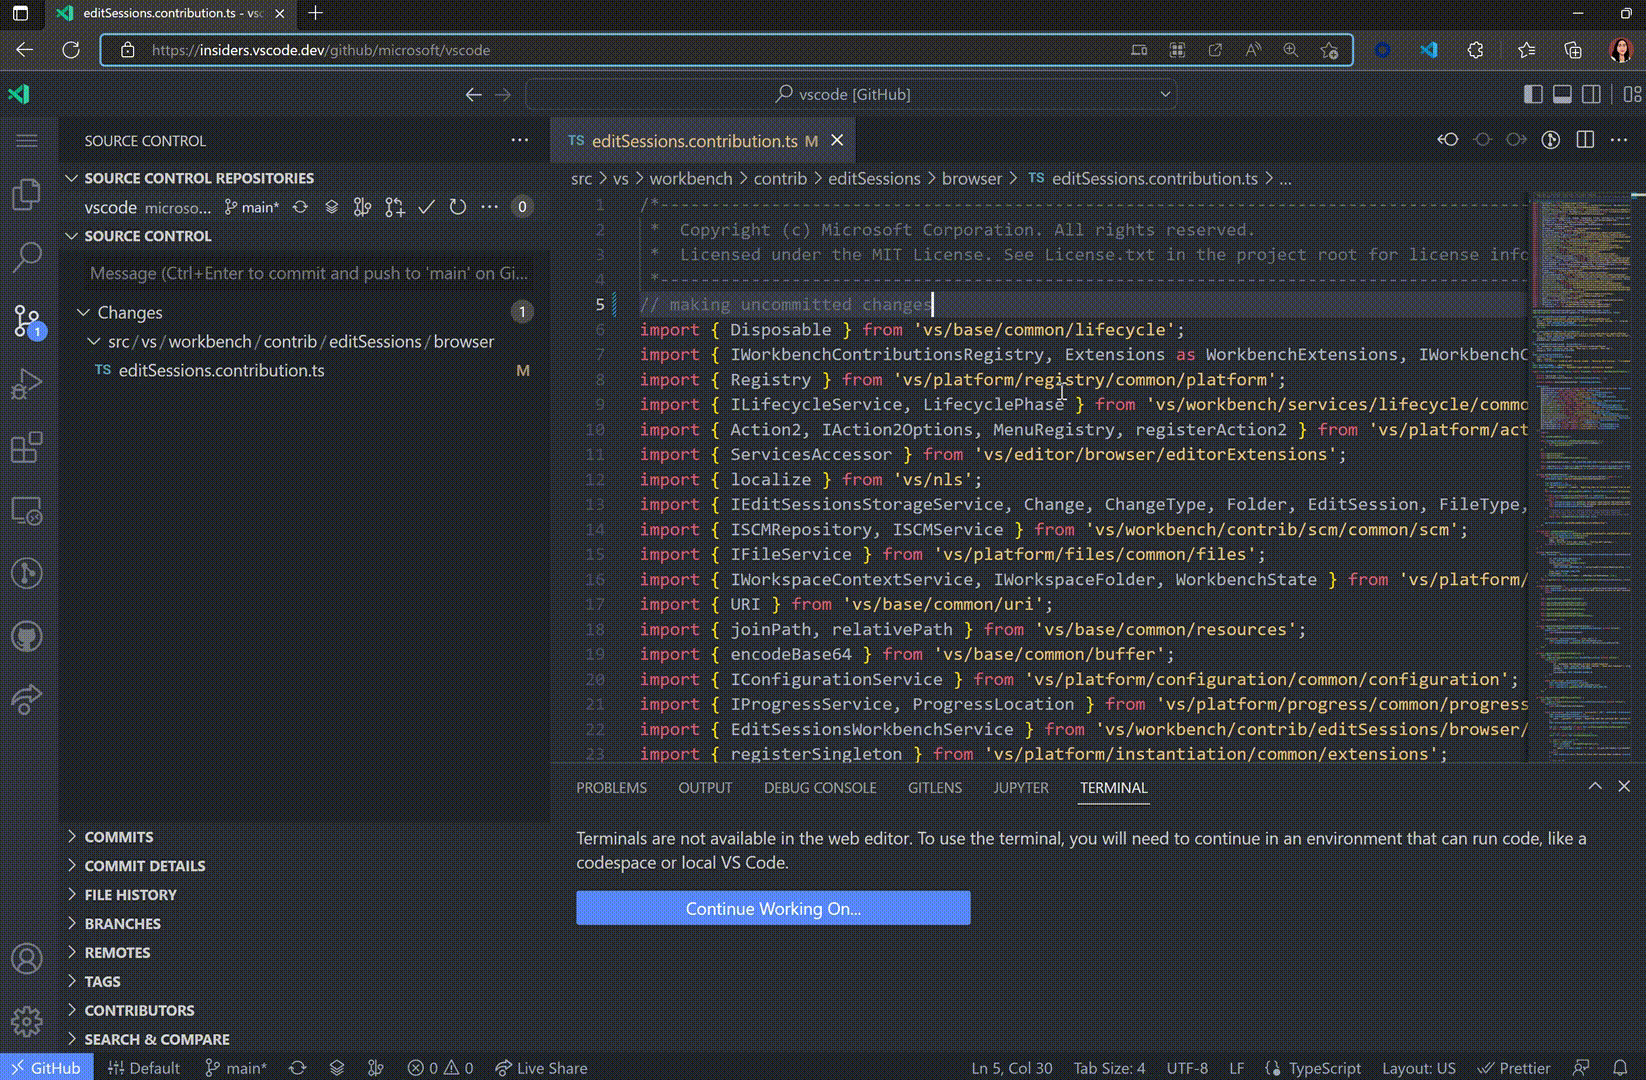 editSessions.contribution.ts - vsc
https://insiders.vscode.dev/github/microsoft/vscode
vscode [GitHub]
SOURCE CONTROL
SOURCE CONTROL REPOSITORIES
vscode microso... main* 0
SOURCE CONTROL
Message (Ctrl+Enter to commit and push to 'main' on Gi...
Changes 1
src/vs/workbench/contrib/editSessions/browser
TS editSessions.contribution.ts M
1
COMMITS
COMMIT DETAILS
FILE HISTORY
BRANCHES
REMOTES
TAGS
CONTRIBUTORS
SEARCH & COMPARE
TS editSessions.contribution.ts M
src > vs > workbench > contrib > editSessions > browser > TS editSessions.contribution.ts > ...
1 /*---------------------------------------------------------------------------------------
2 * Copyright (c) Microsoft Corporation. All rights reserved.
3 * Licensed under the MIT License. See License.txt in the project root for license info
4 *---------------------------------------------------------------------------------------
5 // making uncommitted changes
6 import { Disposable } from 'vs/base/common/lifecycle';
7 import { IWorkbenchContributionsRegistry, Extensions as WorkbenchExtensions, IWorkbenchC
8 import { Registry } from 'vs/platform/registry/common/platform';
9 import { ILifecycleService, LifecyclePhase } from 'vs/workbench/services/lifecycle/commo
10 import { Action2, IAction2Options, MenuRegistry, registerAction2 } from 'vs/platform/act
11 import { ServicesAccessor } from 'vs/editor/browser/editorExtensions';
12 import { localize } from 'vs/nls';
13 import { IEditSessionsStorageService, Change, ChangeType, Folder, EditSession, FileType,
14 import { ISCMRepository, ISCMService } from 'vs/workbench/contrib/scm/common/scm';
15 import { IFileService } from 'vs/platform/files/common/files';
16 import { IWorkspaceContextService, IWorkspaceFolder, WorkbenchState } from 'vs/platform/
17 import { URI } from 'vs/base/common/uri';
18 import { joinPath, relativePath } from 'vs/base/common/resources';
19 import { encodeBase64 } from 'vs/base/common/buffer';
20 import { IConfigurationService } from 'vs/platform/configuration/common/configuration';
21 import { IProgressService, ProgressLocation } from 'vs/platform/progress/common/progress
22 import { EditSessionsWorkbenchService } from 'vs/workbench/contrib/editSessions/browser/
23 import { registerSingleton } from 'vs/platform/instantiation/common/extensions';
PROBLEMS OUTPUT DEBUG CONSOLE GITLENS JUPYTER TERMINAL
Terminals are not available in the web editor. To use the terminal, you will need to continue in an environment that can run code, like a
codespace or local VS Code.
Continue Working On...
GitHub Default main* 0 0 Live Share Ln 5, Col 30 Tab Size: 4 UTF-8 LF TypeScript Layout: US Prettier